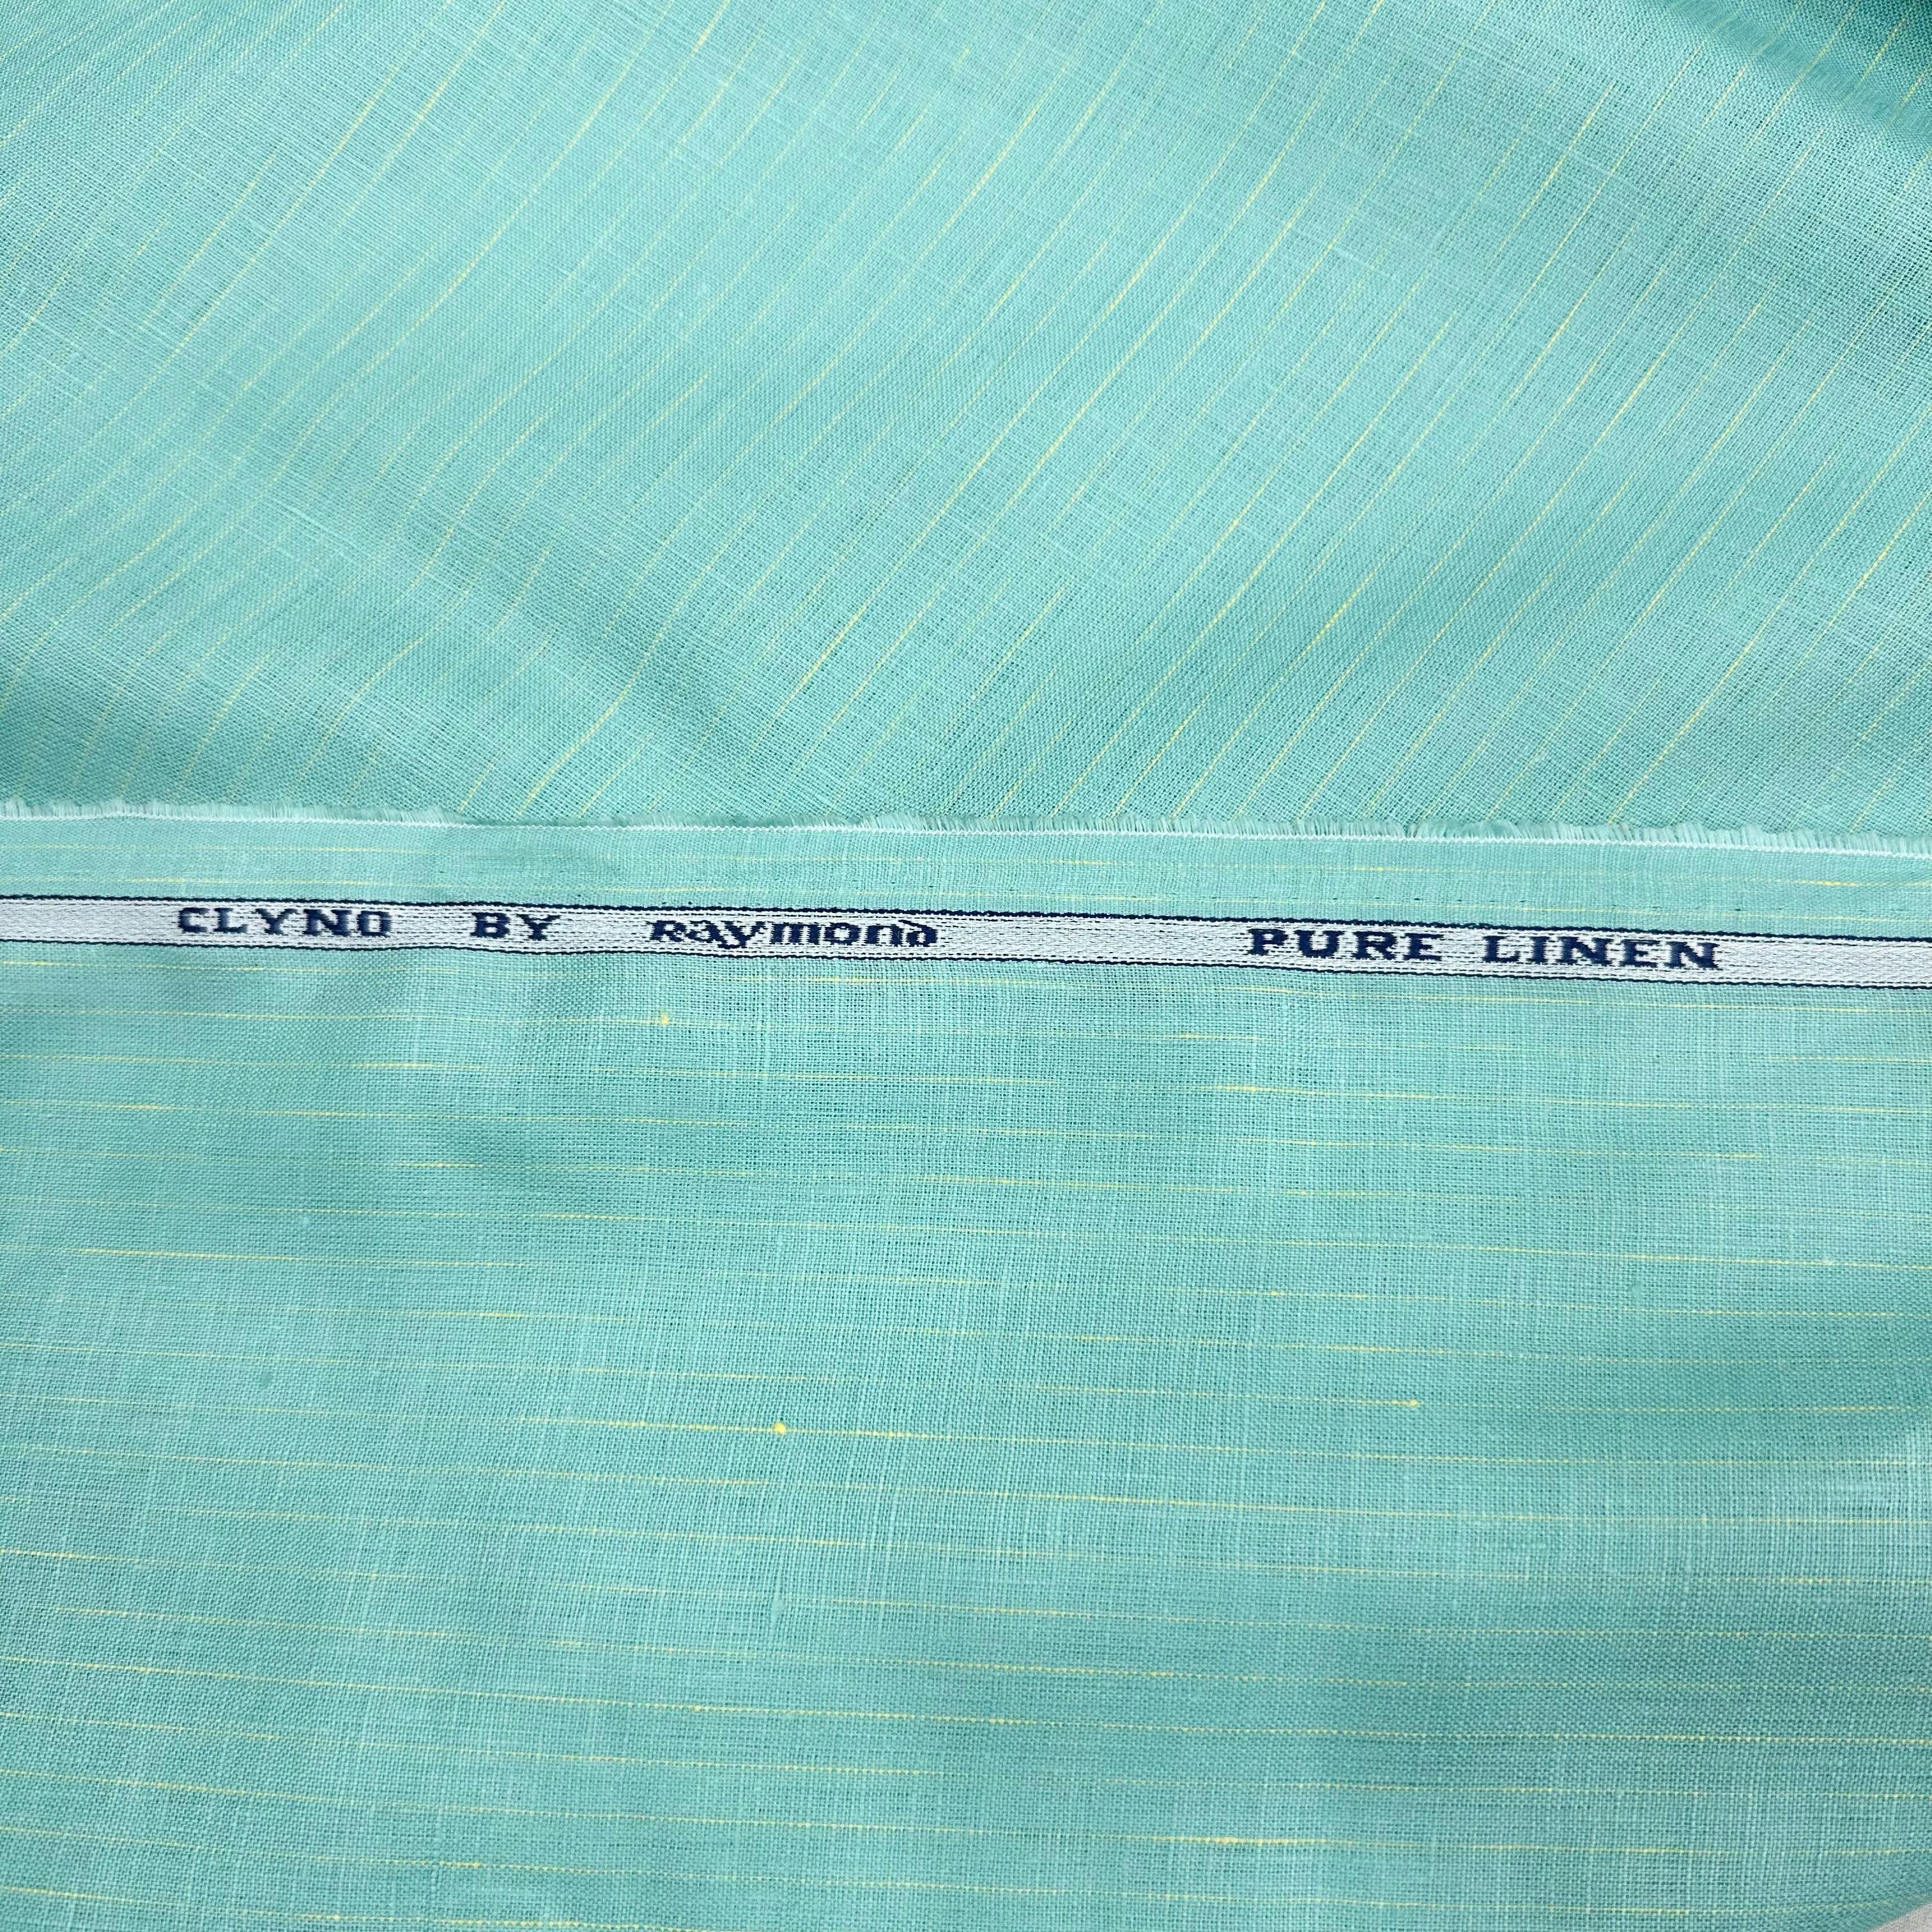 CLYNO BY Raymond PURE LINEN